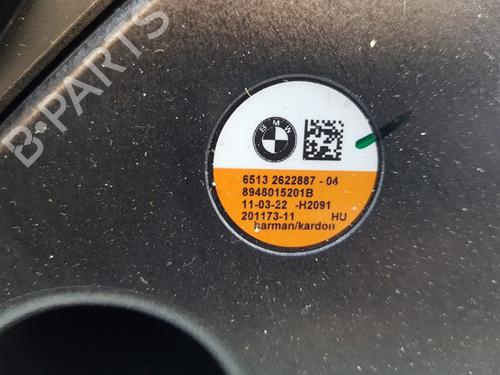 B-PARTS
BMW
6513 2622887 - 04
8948015201B
11-03-22 -H2091
201173-11 HU
harman/kardon